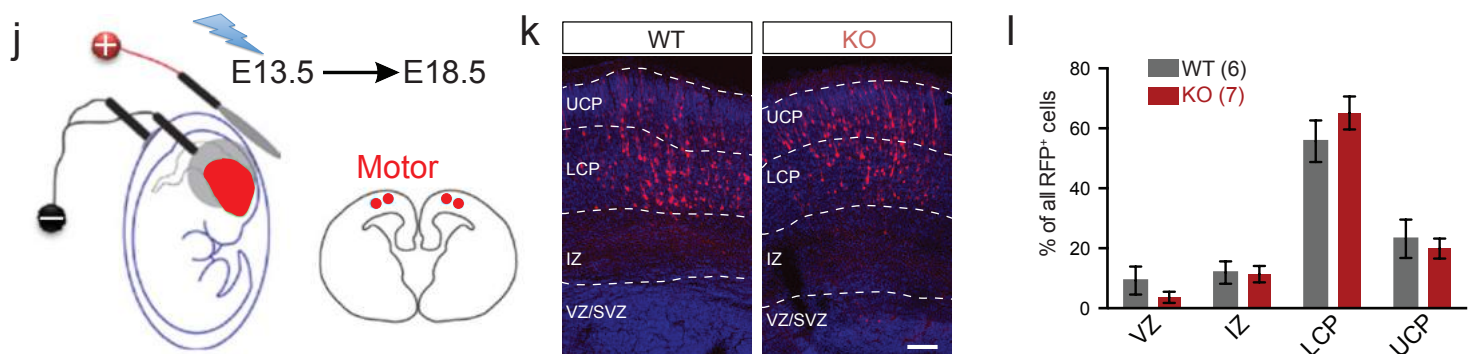 j
+
E13.5 → E18.5
−
Motor
k
WT
KO
UCP
LCP
IZ
VZ/SVZ
UCP
LCP
IZ
VZ/SVZ
l
WT (6)
KO (7)
% of all RFP⁺ cells
80
60
40
20
0
VZ
IZ
LCP
UCP